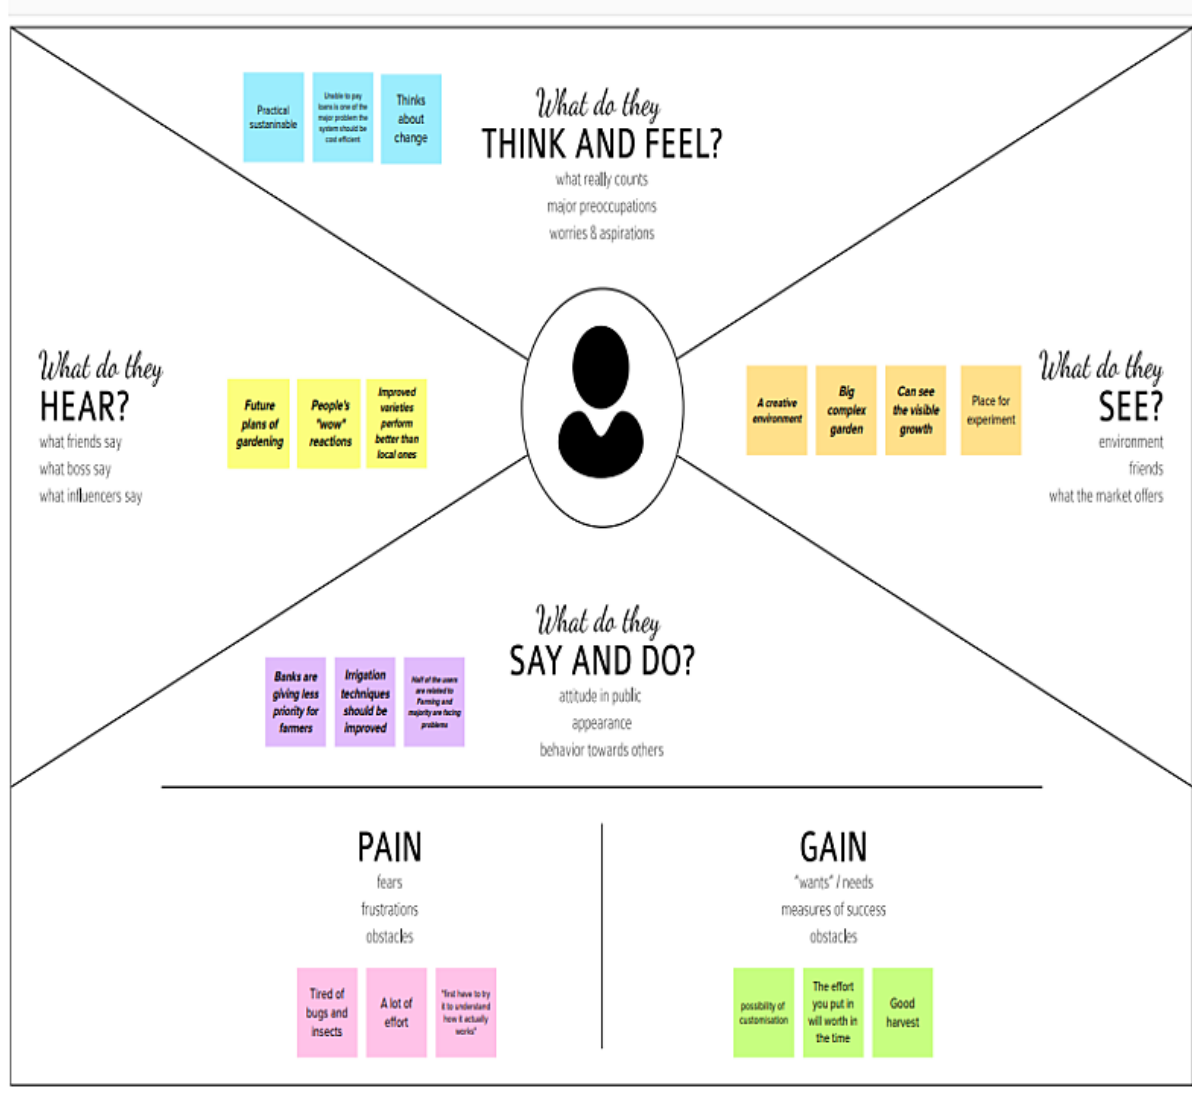 Practical
sustaninable
Unable to pay
loans is one of the
major problem the
system should be
cost efficient
Thinks
about
change
What do they
THINK AND FEEL?
what really counts
major preoccupations
worries & aspirations
What do they
HEAR?
what friends say
what boss say
what influencers say
Future
plans of
gardening
People's
"wow"
reactions
Improved
varieties
perform
better than
local ones
A creative
environment
Big
complex
garden
Can see
the visible
growth
Place for
experiment
What do they
SEE?
environment
friends
what the market offers
What do they
SAY AND DO?
attitude in public
appearance
behavior towards others
Banks are
giving less
priority for
farmers
Irrigation
techniques
should be
improved
Half of the users
are related to
Farming and
majority are facing
problems
PAIN
fears
frustrations
obstacles
Tired of
bugs and
insects
A lot of
effort
"first have to try
it to understand
how it actually
works"
GAIN
"wants" / needs
measures of success
obstacles
possibility of
customisation
The effort
you put in
will worth in
the time
Good
harvest